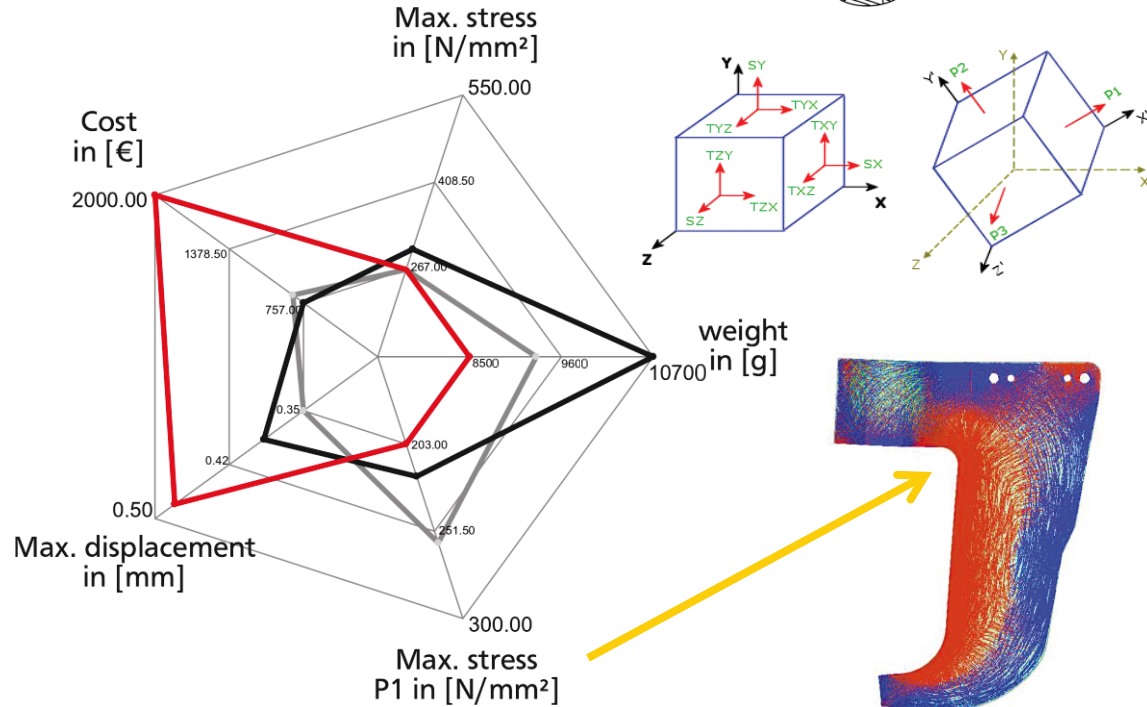 Max. stress
in [N/mm²]
550.00
408.50
267.00
Cost
in [€]
2000.00
1378.50
757.00
weight
in [g]
8500
9600
10700
0.35
0.42
0.50
Max. displacement
in [mm]
203.00
251.50
300.00
Max. stress
P1 in [N/mm²]
Y
SY
TYX
TYZ
TXY
TZY
SX
TXZ
TZX
SZ
X
Z
Y'
P2
Y
P1
X'
X
P3
Z
Z'